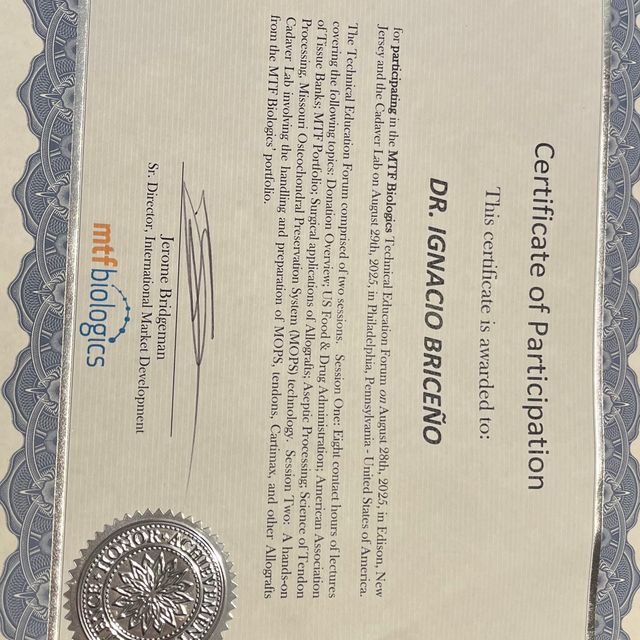 Certificate of Participation
This certificate is awarded to:
DR. IGNACIO BRICEÑO
for participating in the MTF Biologics Technical Education Forum on August 28th, 2025, in Edison, New
Jersey and the Cadaver Lab on August 29th, 2025, in Philadelphia, Pennsylvania - United States of America.
The Technical Education Forum comprised of two sessions. Session One: Eight contact hours of lectures
covering the following topics: Donation Overview; US Food & Drug Administration; American Association
of Tissue Banks; MTF Portfolio; Surgical applications of Allografts; Aseptic Processing; Science of Tendon
Processing, Missouri Osteochondral Preservation System (MOPS) technology. Session Two: A hands-on
Cadaver Lab involving the handling and preparation of MOPS, tendons, Cartimax, and other Allografts
from the MTF Biologics' portfolio.
Jerome Bridgeman
Sr. Director, International Market Development
mtf biologics
HONOR